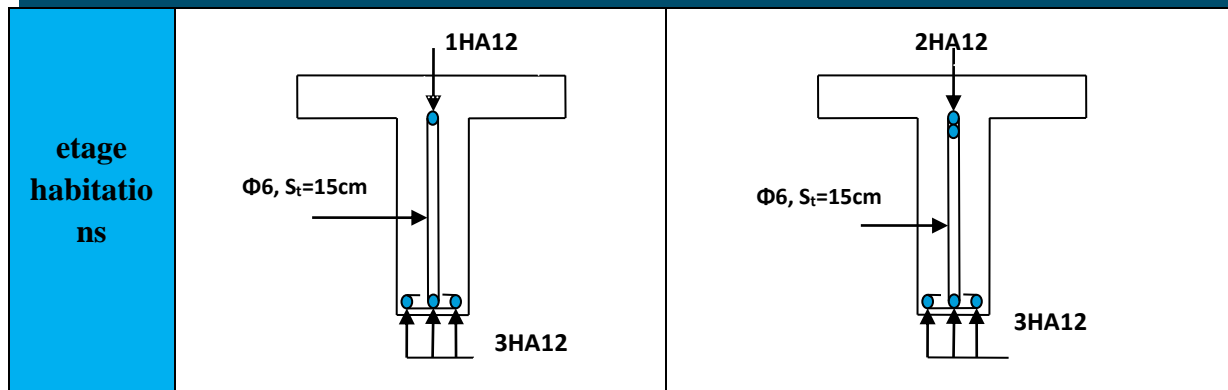 etage
habitatio
ns
1HA12
Φ6, Sₜ=15cm
3HA12
2HA12
Φ6, Sₜ=15cm
3HA12